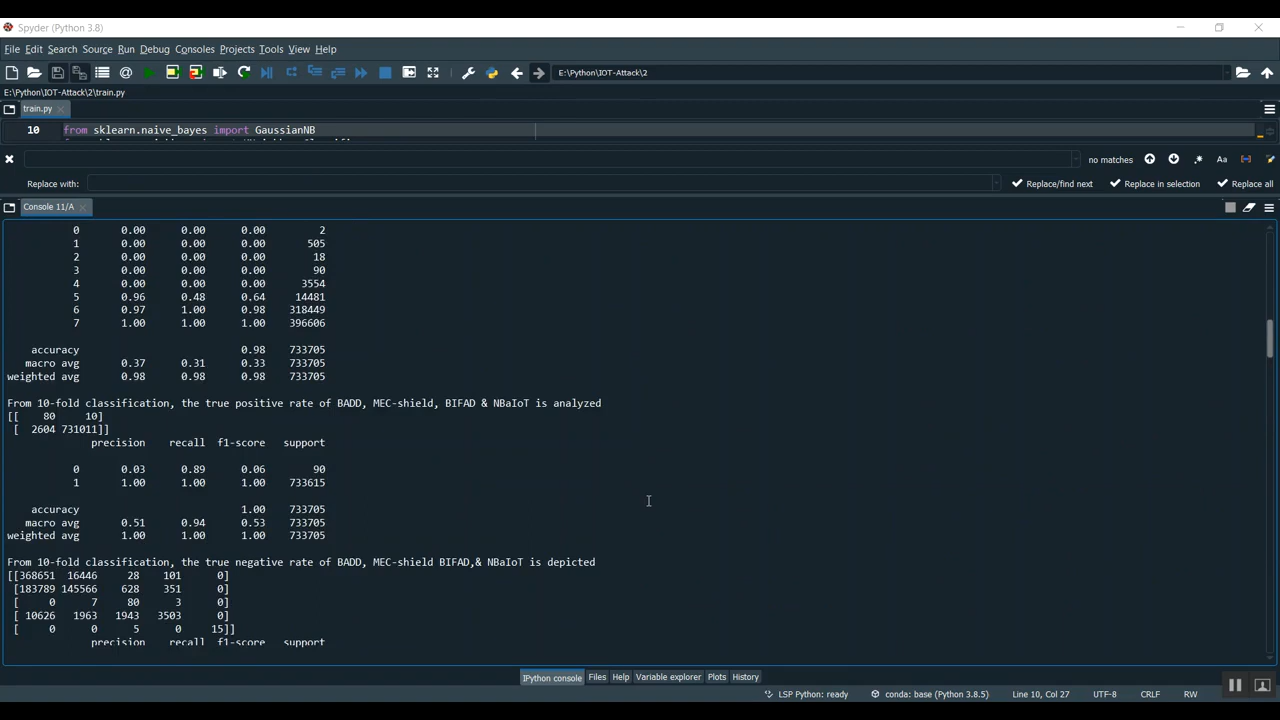 Spyder (Python 3.8)
File Edit Search Source Run Debug Consoles Projects Tools View Help
E:\Python\IOT-Attack\2
E:\Python\IOT-Attack\2\train.py
train.py
10 from sklearn.naive_bayes import GaussianNB
no matches Aa
Replace with: Replace/find next Replace in selection Replace all
Console 11/A
0 0.00 0.00 0.00 2
1 0.00 0.00 0.00 505
2 0.00 0.00 0.00 18
3 0.00 0.00 0.00 90
4 0.00 0.00 0.00 3554
5 0.96 0.48 0.64 14481
6 0.97 1.00 0.98 318449
7 1.00 1.00 1.00 396606
accuracy 0.98 733705
macro avg 0.37 0.31 0.33 733705
weighted avg 0.98 0.98 0.98 733705
From 10-fold classification, the true positive rate of BADD, MEC-shield, BIFAD & NBaIoT is analyzed
[[ 80 10]
[ 2604 731011]]
precision recall f1-score support
0 0.03 0.89 0.06 90
1 1.00 1.00 1.00 733615
accuracy 1.00 733705
macro avg 0.51 0.94 0.53 733705
weighted avg 1.00 1.00 1.00 733705
From 10-fold classification, the true negative rate of BADD, MEC-shield BIFAD,& NBaIoT is depicted
[[368651 16446 28 101 0]
[183789 145566 628 351 0]
[ 0 7 80 3 0]
[ 10626 1963 1943 3503 0]
[ 0 0 5 0 15]]
precision recall f1-score support
IPython console Files Help Variable explorer Plots History
LSP Python: ready conda: base (Python 3.8.5) Line 10, Col 27 UTF-8 CRLF RW